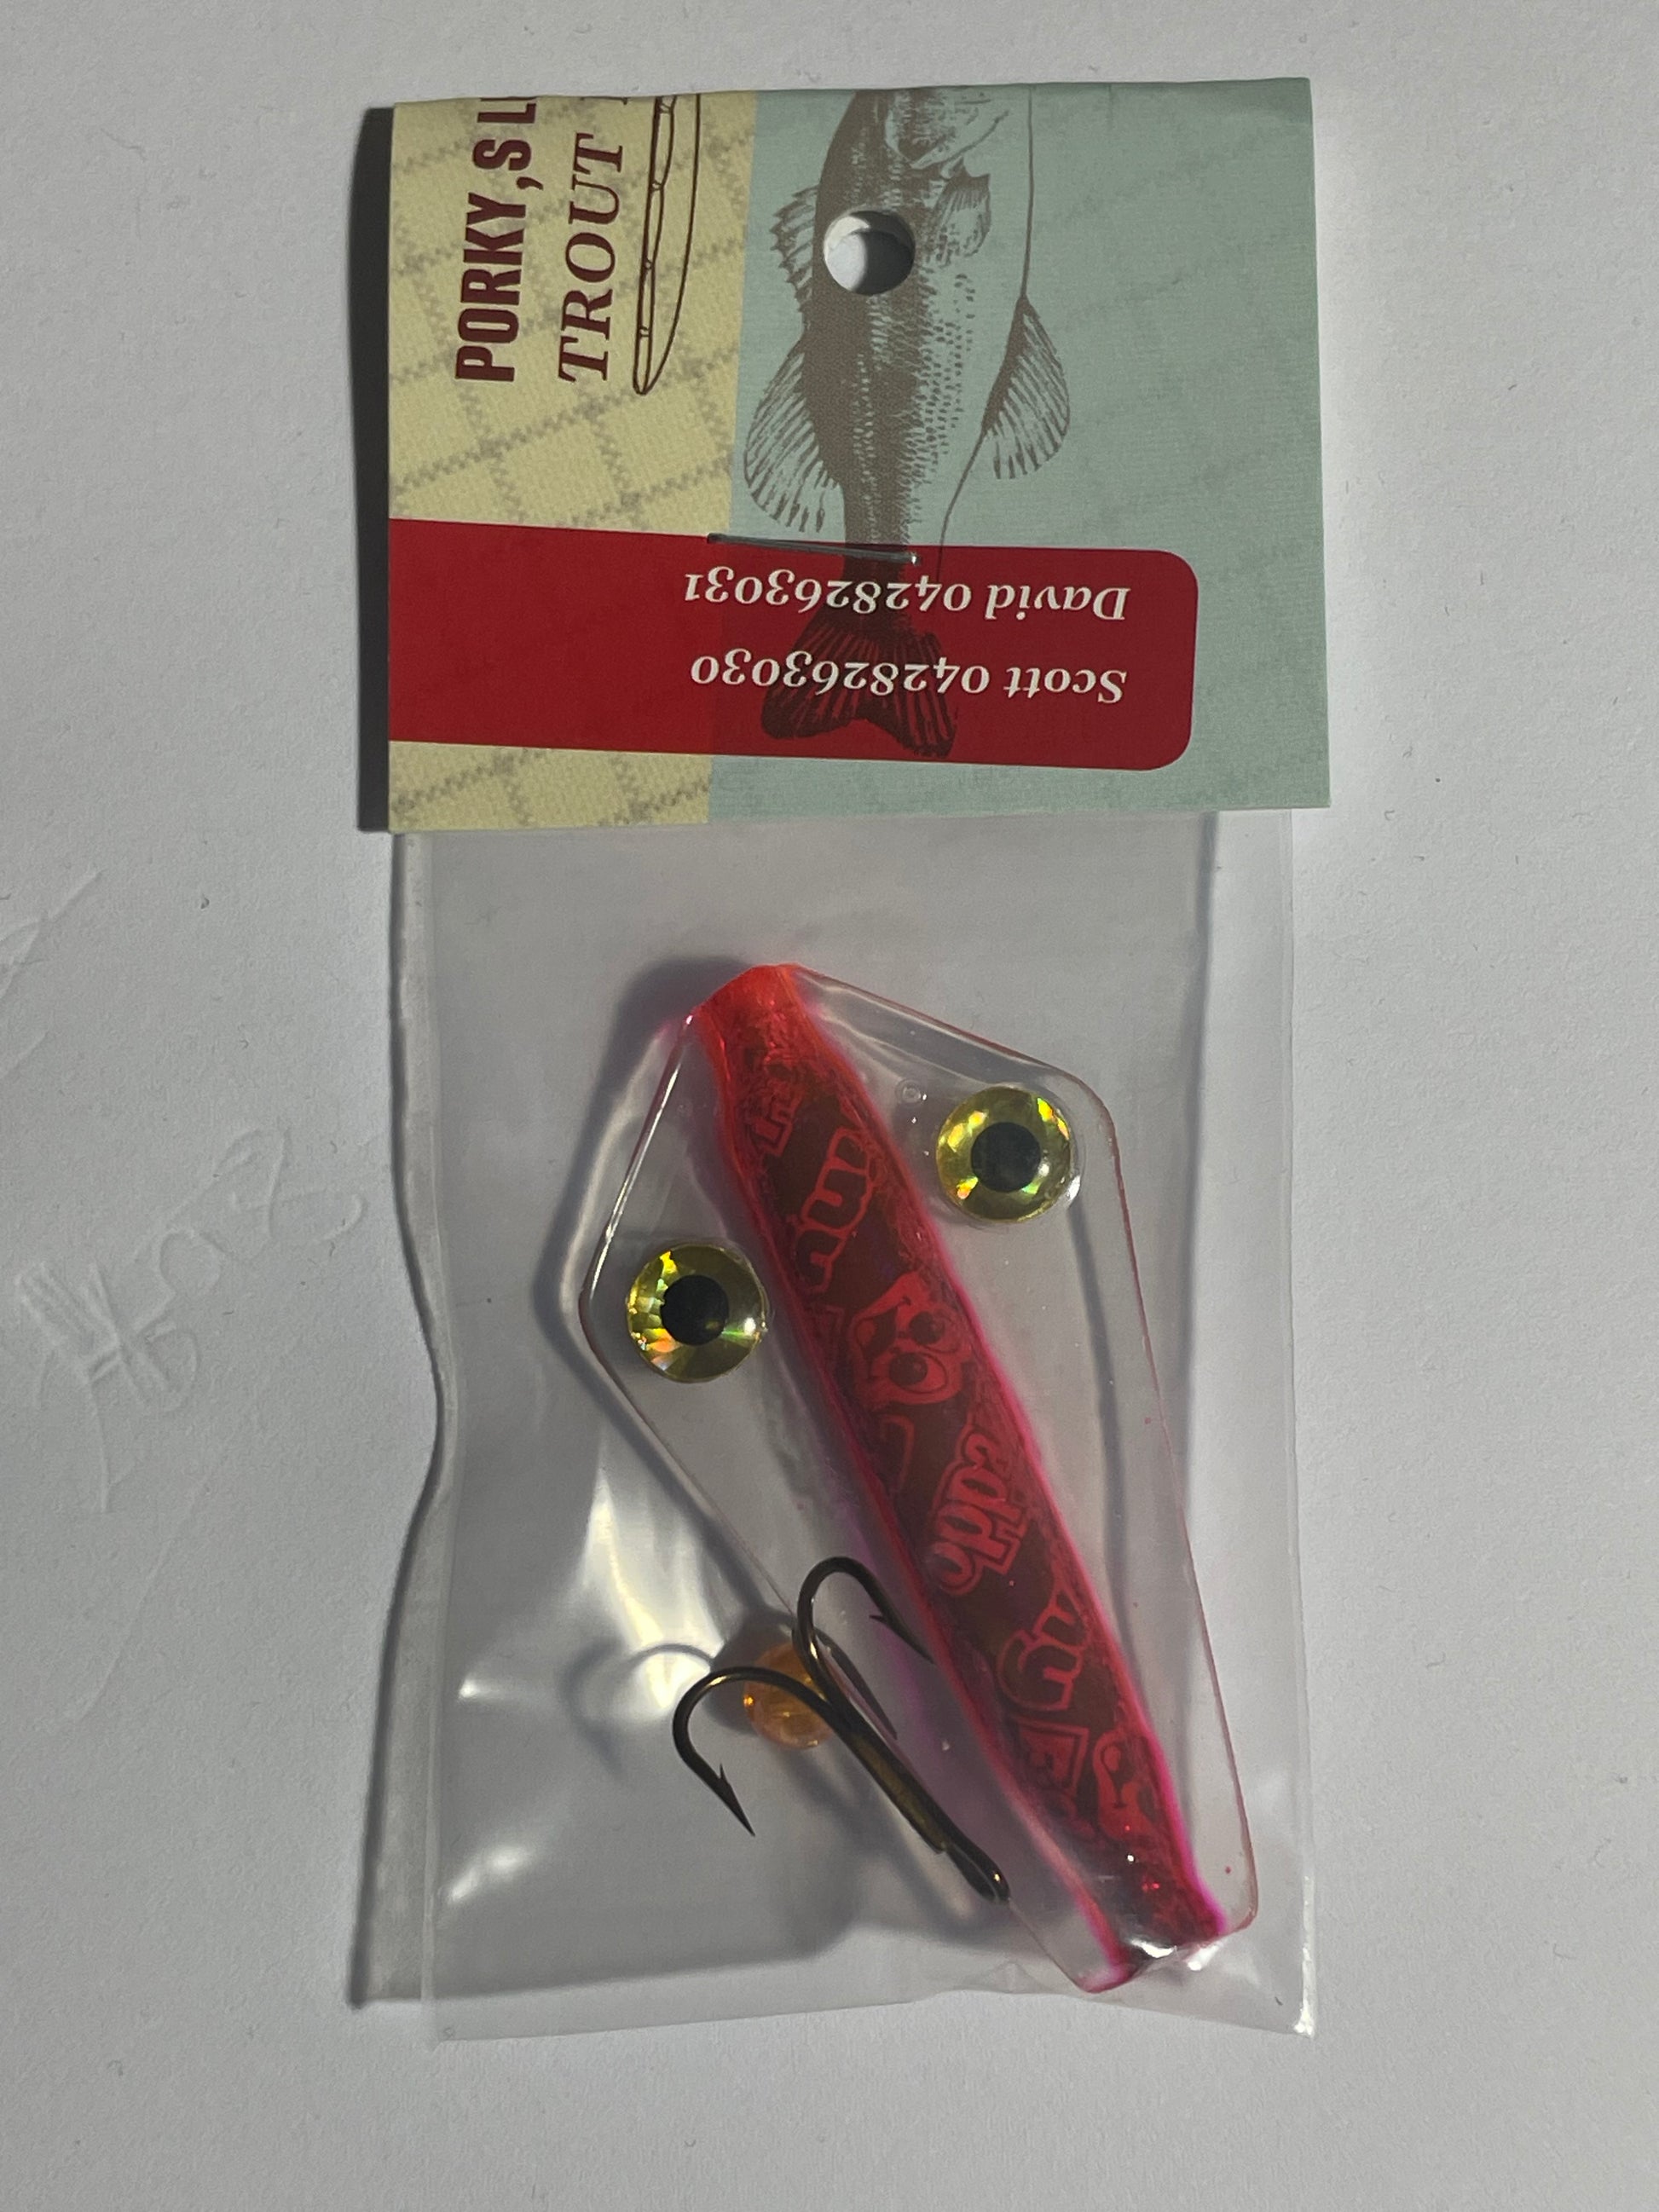 PORKY,S L
TROUT
David 0428263031
Scott 0428263030